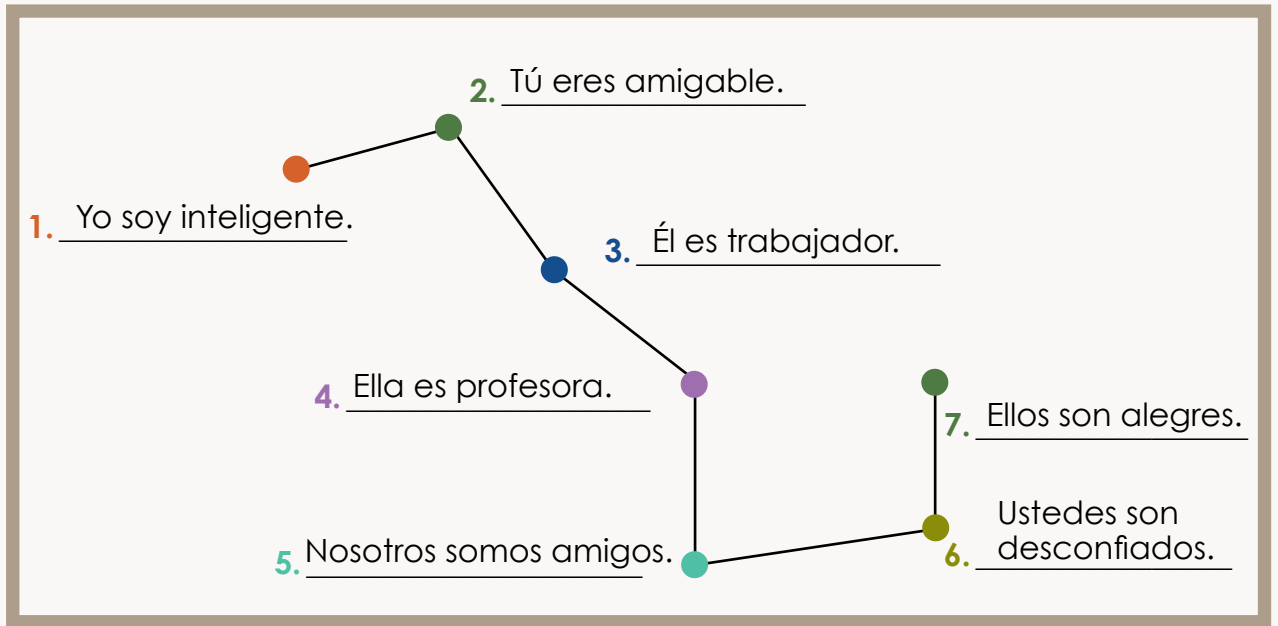 1. Yo soy inteligente.
2. Tú eres amigable.
3. Él es trabajador.
4. Ella es profesora.
5. Nosotros somos amigos.
6. Ustedes son
desconfiados.
7. Ellos son alegres.